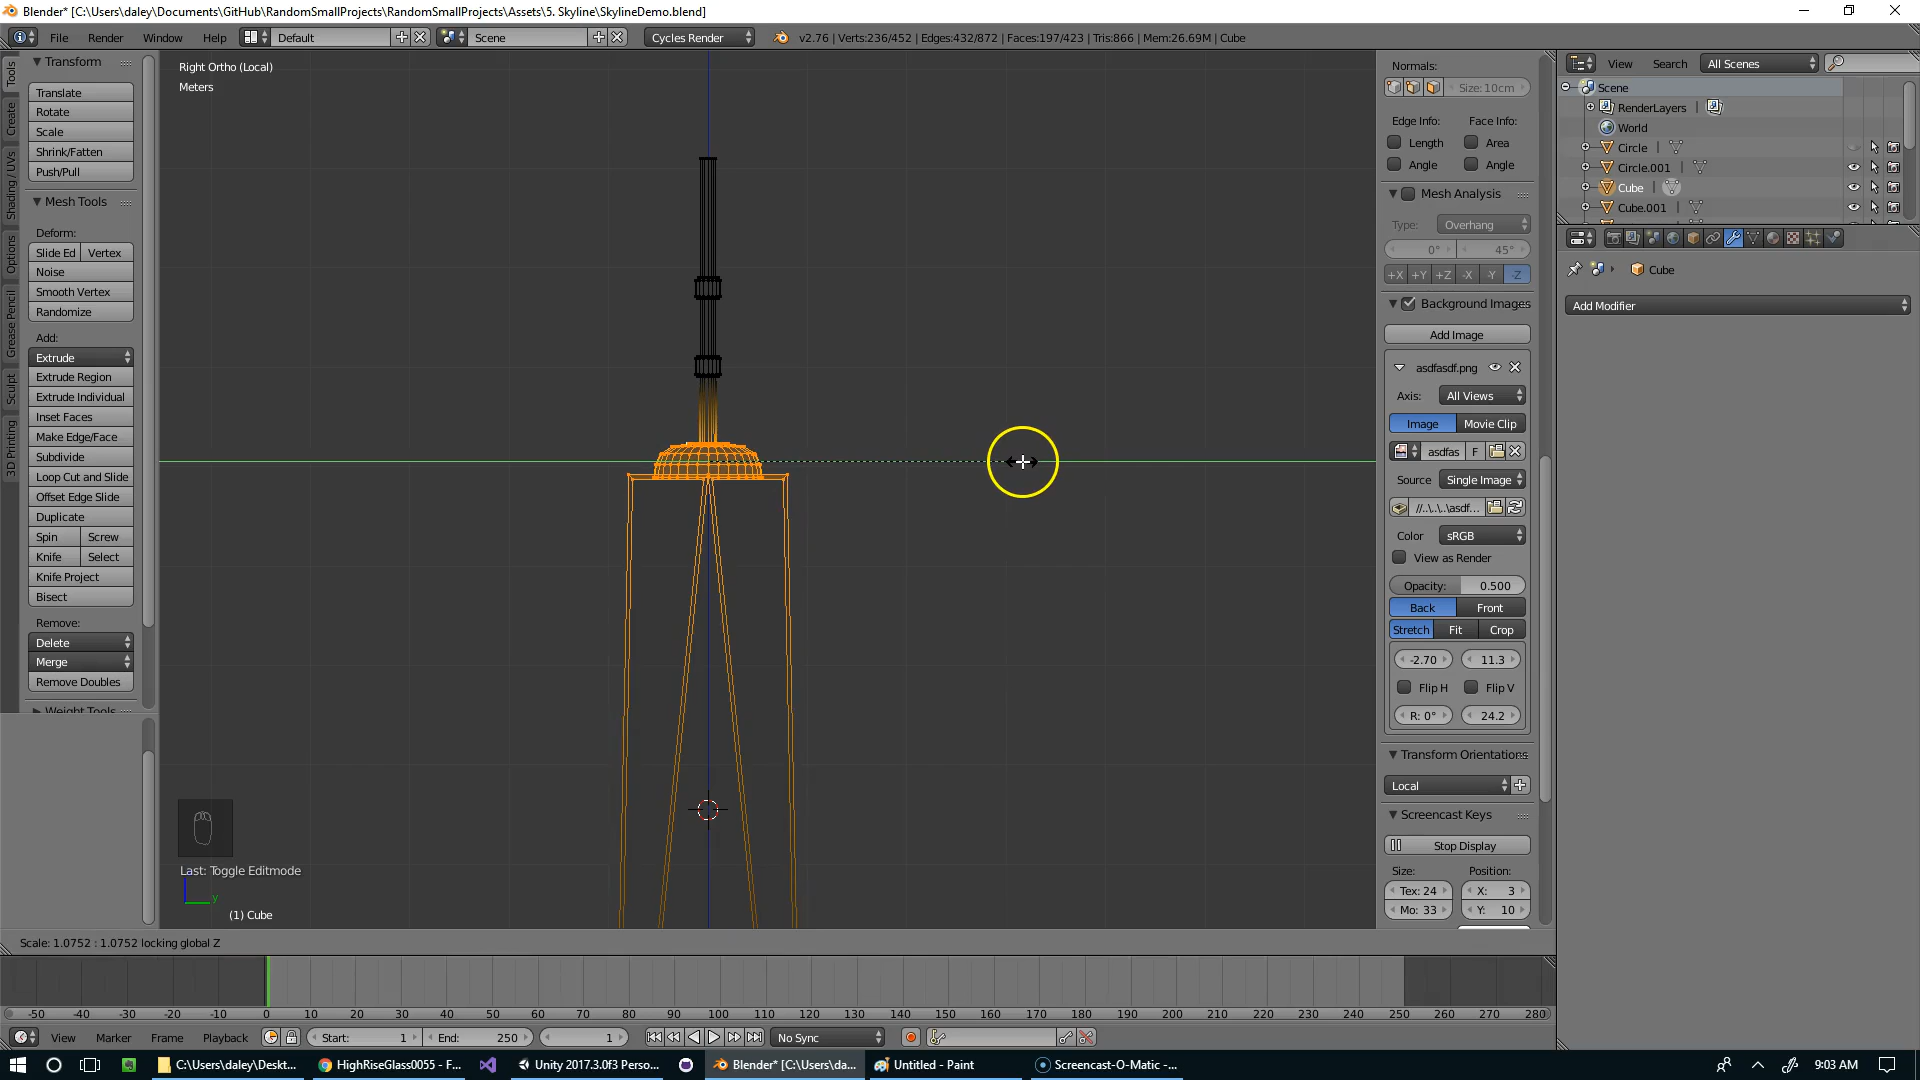 Blender* [C:\Users\daley\Documents\GitHub\RandomSmallProjects\RandomSmallProjects\Assets\5. Skyline\SkylineDemo.blend]
File Render Window Help Default Scene Cycles Render v2.76 | Verts:236/452 | Edges:432/872 | Faces:197/423 | Tris:866 | Mem:26.69M | Cube
Tools
Create
Shading / UVs
Options
Grease Pencil
Sculpt
3D Printing
Transform
Translate
Rotate
Scale
Shrink/Fatten
Push/Pull
Mesh Tools
Deform:
Slide Ed Vertex
Noise
Smooth Vertex
Randomize
Add:
Extrude
Extrude Region
Extrude Individual
Inset Faces
Make Edge/Face
Subdivide
Loop Cut and Slide
Offset Edge Slide
Duplicate
Spin Screw
Knife Select
Knife Project
Bisect
Remove:
Delete
Merge
Remove Doubles
Weight Tools
Right Ortho (Local)
Meters
Last: Toggle Editmode
y
(1) Cube
Scale: 1.0752 : 1.0752 locking global Z
Normals:
Size: 10cm
Edge Info: Face Info:
Length Area
Angle Angle
Mesh Analysis
Type: Overhang
0° 45°
+X +Y +Z -X -Y -Z
Background Images
Add Image
asdfasdf.png
Axis: All Views
Image Movie Clip
asdfas F
Source Single Image
//..\..\..\asdf...
Color sRGB
View as Render
Opacity: 0.500
Back Front
Stretch Fit Crop
-2.70 11.3
Flip H Flip V
R: 0° 24.2
Transform Orientations
Local
Screencast Keys
Stop Display
Size: Position:
Tex: 24 X: 3
Mo: 33 Y: 10
View Search All Scenes
Scene
RenderLayers |
World
Circle |
Circle.001 |
Cube |
Cube.001 |
Cube
Add Modifier
-50 -40 -30 -20 -10 0 10 20 30 40 50 60 70 80 90 100 110 120 130 140 150 160 170 180 190 200 210 220 230 240 250 260 270 280
View Marker Frame Playback Start: 1 End: 250 1 No Sync
C:\Users\daley\Deskt... HighRiseGlass0055 - F... Unity 2017.3.0f3 Perso... Blender* [C:\Users\da... Untitled - Paint Screencast-O-Matic -... 9:03 AM